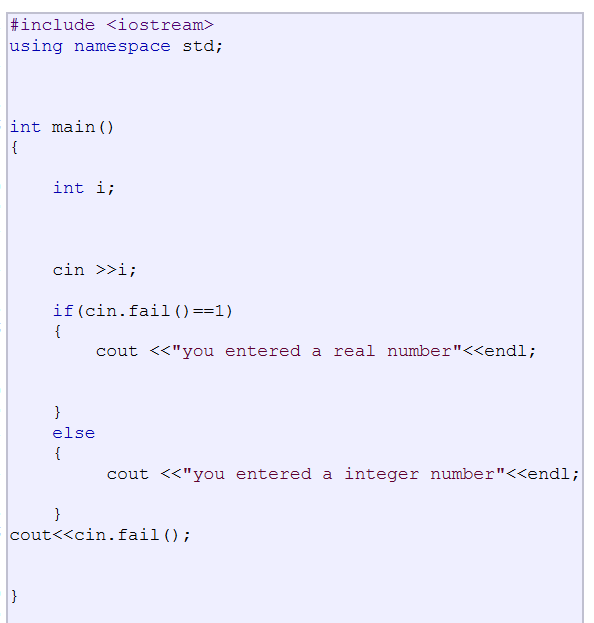 #include <iostream>
using namespace std;
int main()
{
int i;
cin >>i;
if(cin.fail()==1)
{
cout <<"you entered a real number"<<endl;
}
else
{
cout <<"you entered a integer number"<<endl;
}
cout<<cin.fail();
}